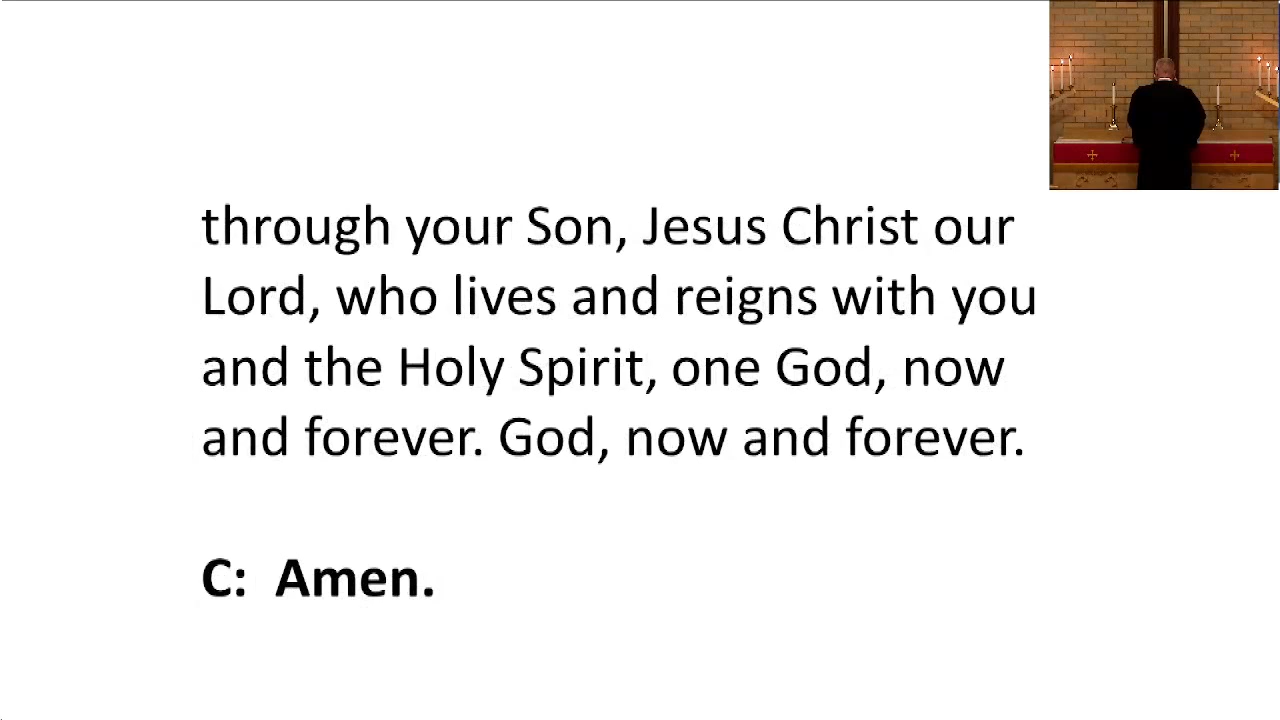 through your Son, Jesus Christ our
Lord, who lives and reigns with you
and the Holy Spirit, one God, now
and forever. God, now and forever.
C: Amen.